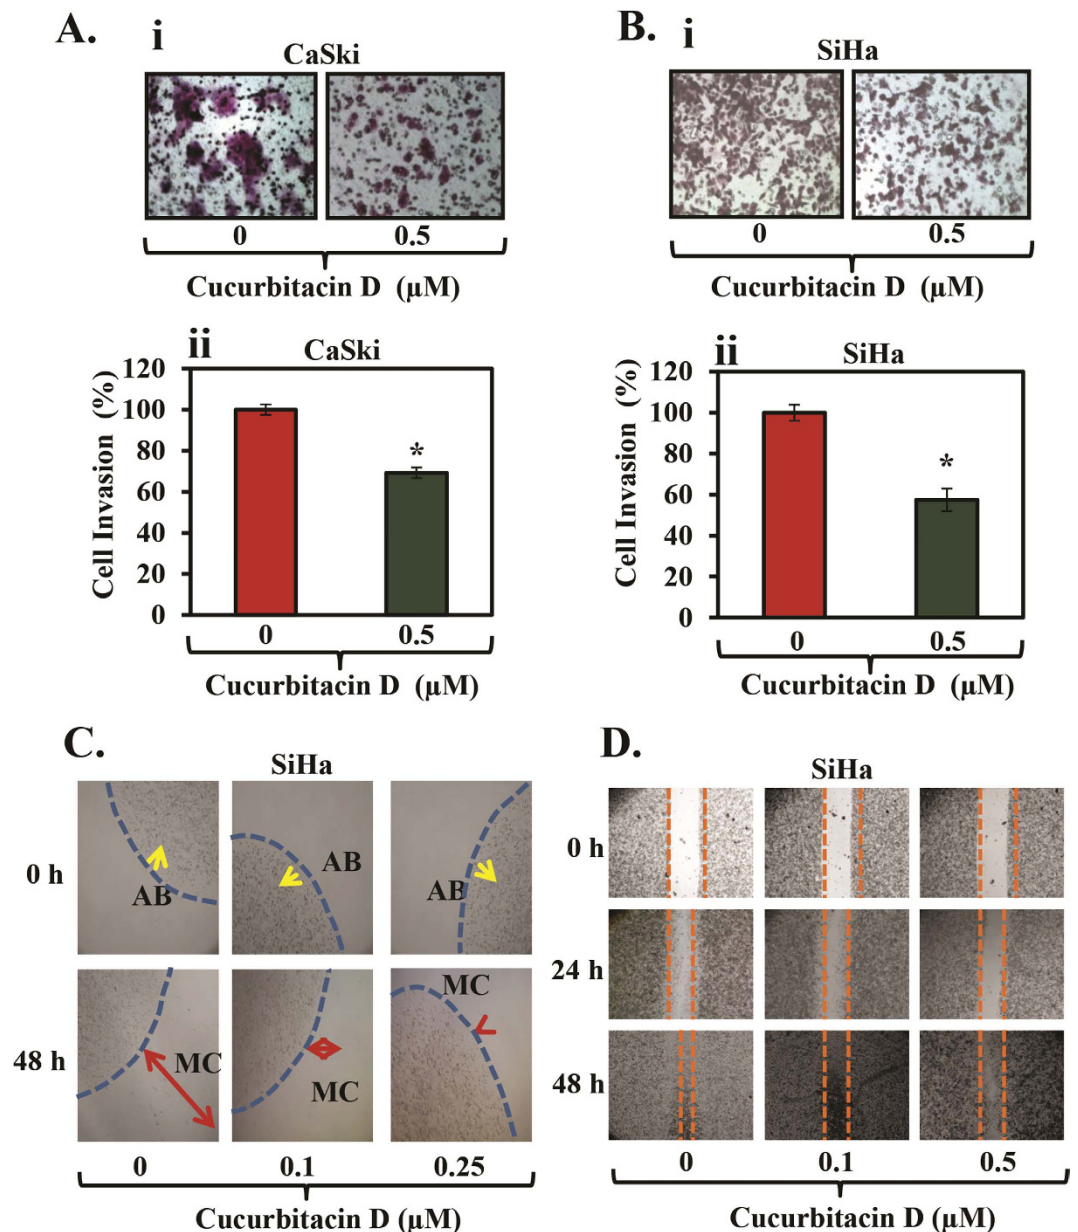 A.
i
CaSki
0
0.5
Cucurbitacin D (μM)
B.
i
SiHa
0
0.5
Cucurbitacin D (μM)
ii
CaSki
Cell Invasion (%)
120
100
80
60
40
20
0
*
0
0.5
Cucurbitacin D (μM)
ii
SiHa
Cell Invasion (%)
120
100
80
60
40
20
0
*
0
0.5
Cucurbitacin D (μM)
C.
SiHa
0 h
AB
AB
AB
48 h
MC
MC
MC
0
0.1
0.25
Cucurbitacin D (μM)
D.
SiHa
0 h
24 h
48 h
0
0.1
0.5
Cucurbitacin D (μM)